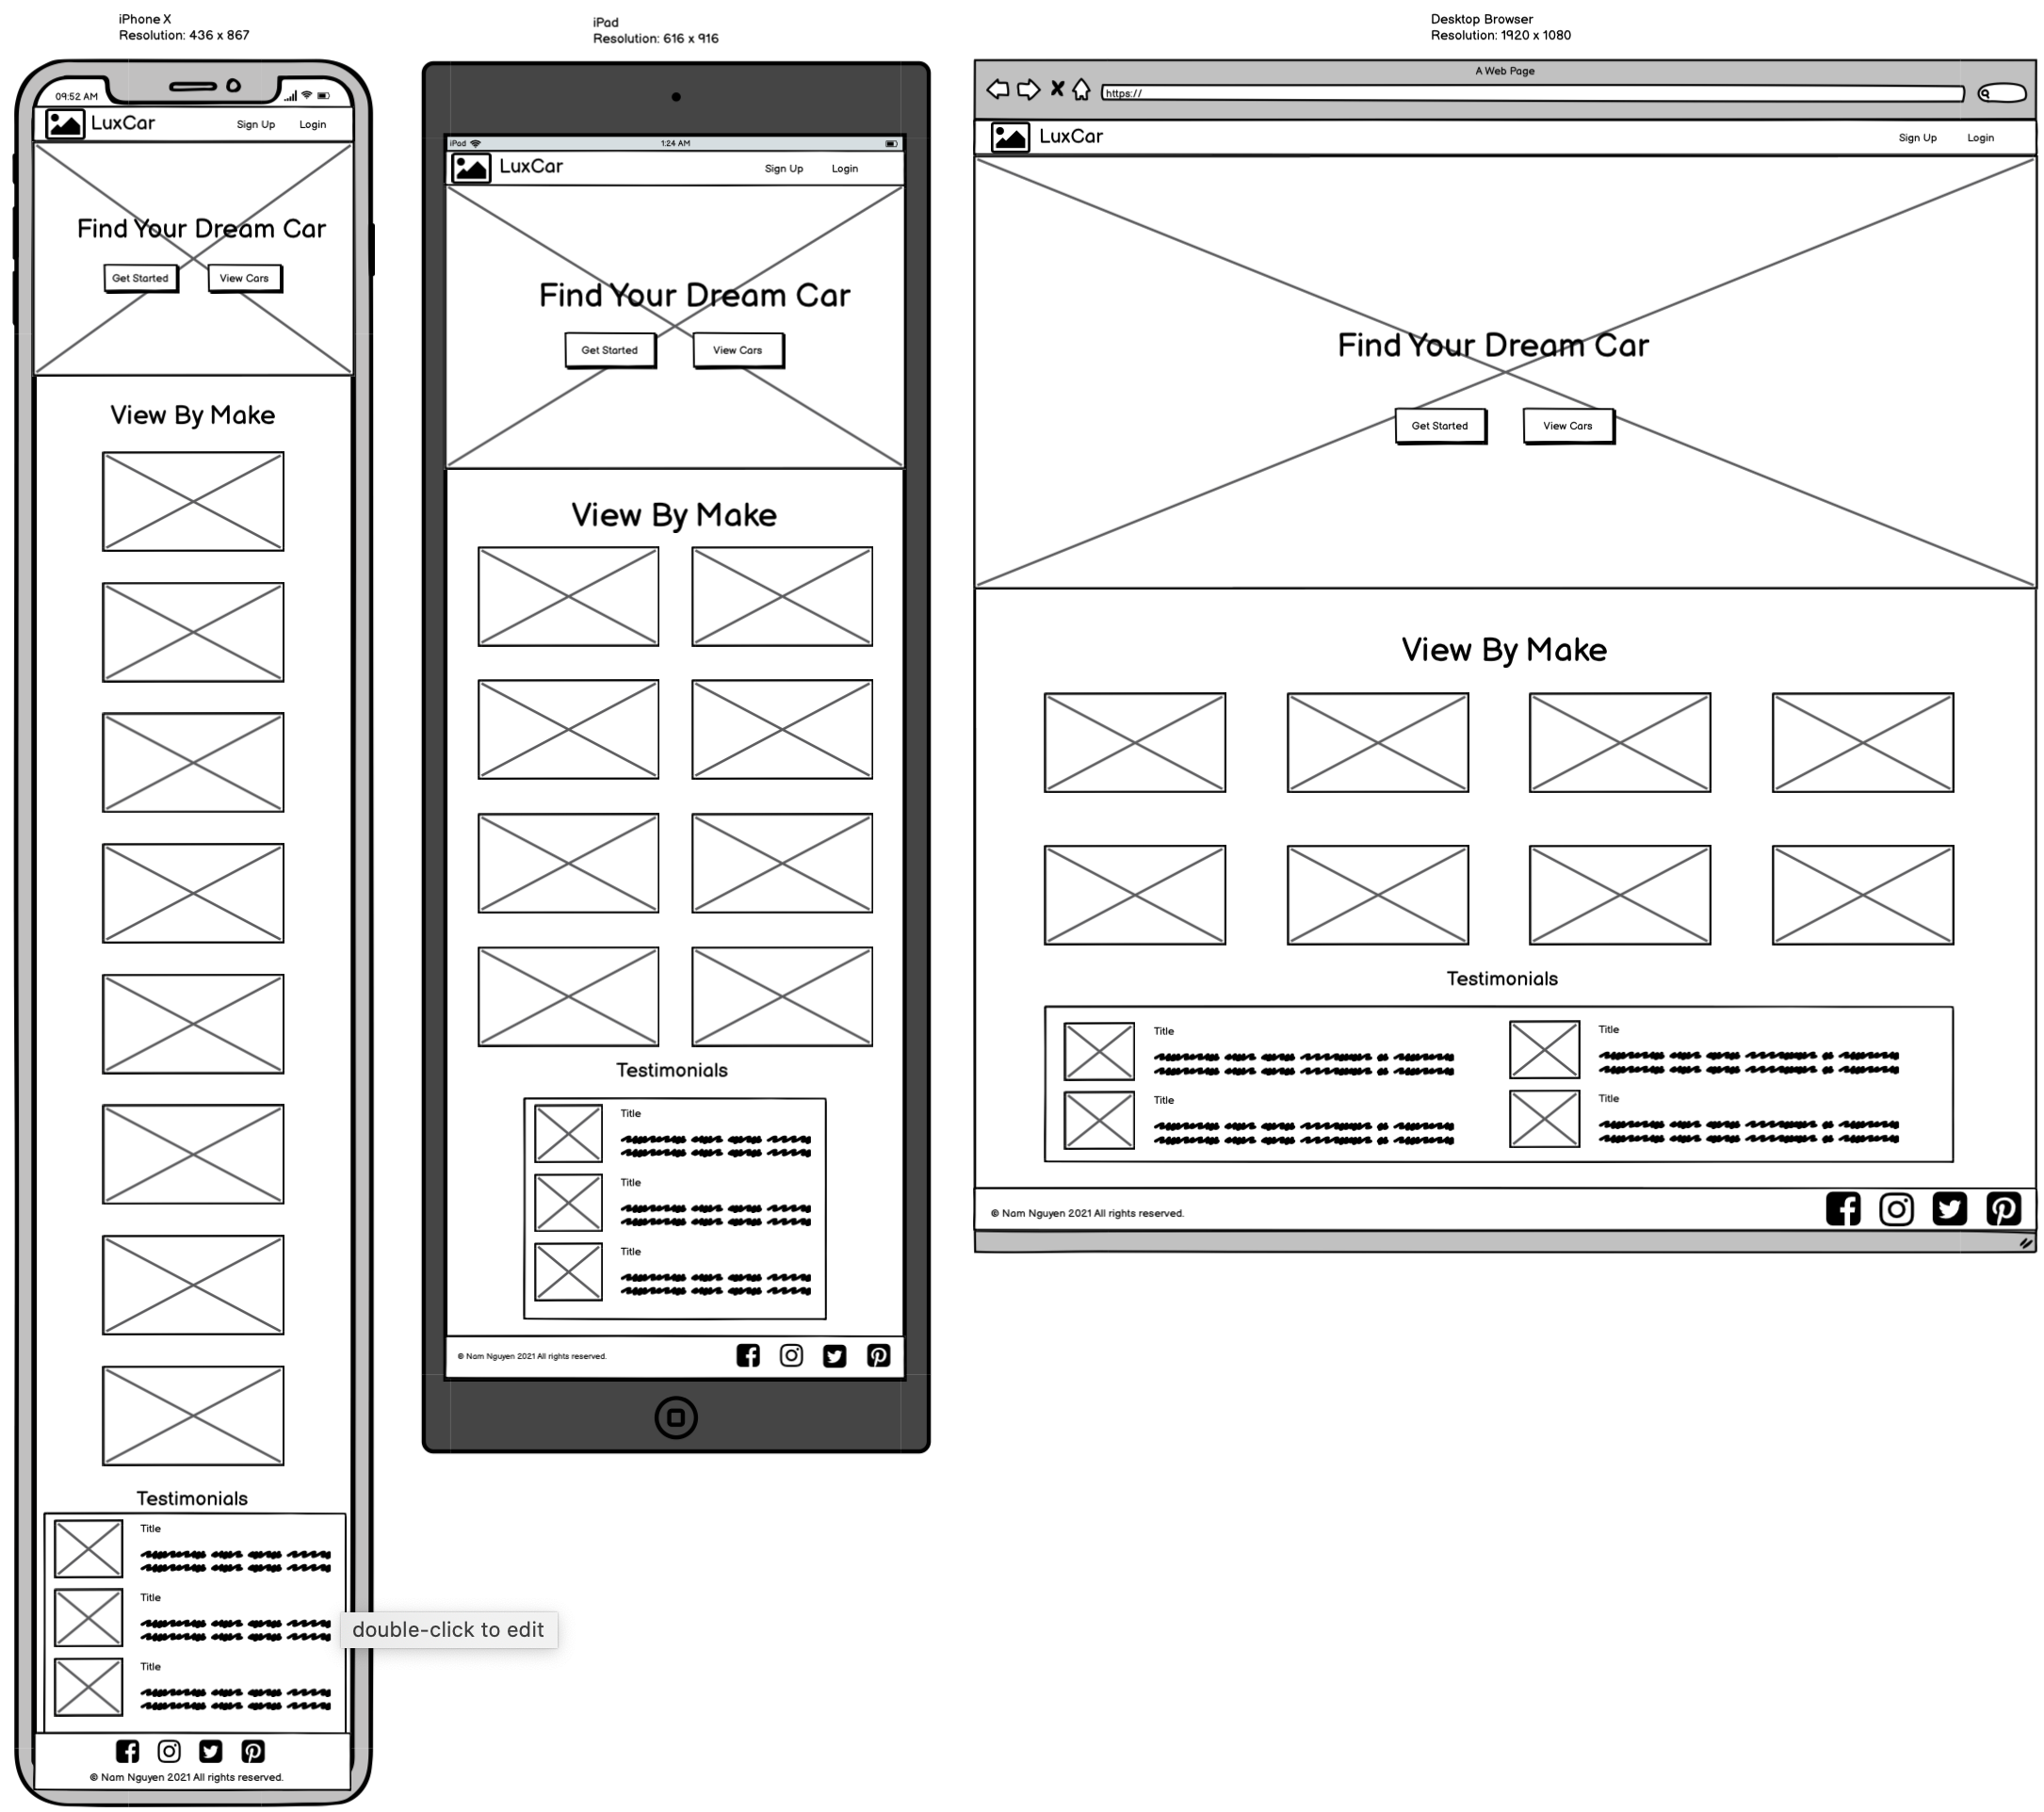 iPhone X
Resolution: 436 x 867
09:52 AM
LuxCar
Sign Up
Login
Find Your Dream Car
Get Started
View Cars
View By Make
Testimonials
Title
Title
Title
© Nam Nguyen 2021 All rights reserved.
double-click to edit
iPad
Resolution: 616 x 916
iPad
1:24 AM
LuxCar
Sign Up
Login
Find Your Dream Car
Get Started
View Cars
View By Make
Testimonials
Title
Title
Title
© Nam Nguyen 2021 All rights reserved.
Desktop Browser
Resolution: 1920 x 1080
A Web Page
https://
LuxCar
Sign Up
Login
Find Your Dream Car
Get Started
View Cars
View By Make
Testimonials
Title
Title
Title
Title
© Nam Nguyen 2021 All rights reserved.